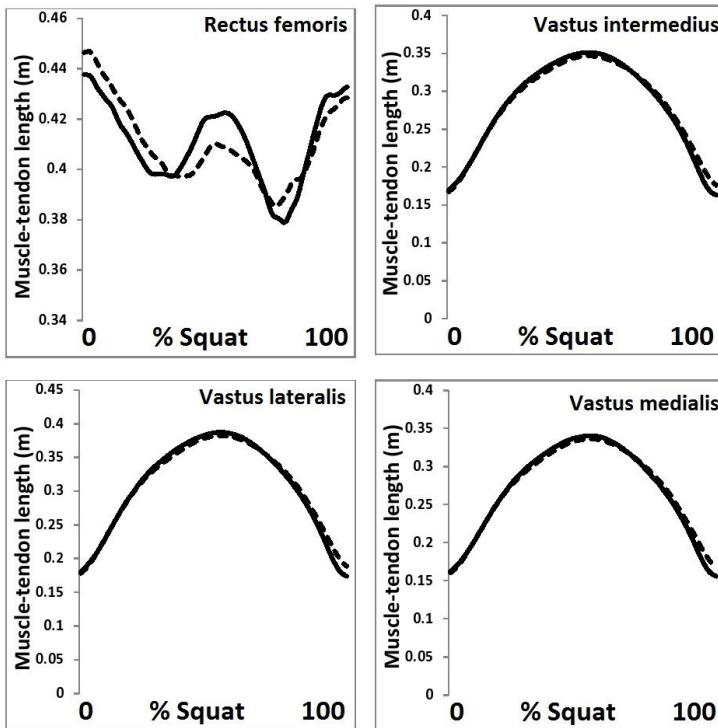 Rectus femoris
Muscle-tendon length (m)
0.46
0.44
0.42
0.4
0.38
0.36
0.34
0 % Squat 100
Vastus intermedius
Muscle-tendon length (m)
0.4
0.35
0.3
0.25
0.2
0.15
0.1
0.05
0
0 % Squat 100
Vastus lateralis
Muscle-tendon length (m)
0.45
0.4
0.35
0.3
0.25
0.2
0.15
0.1
0.05
0
0 % Squat 100
Vastus medialis
Muscle-tendon length (m)
0.4
0.35
0.3
0.25
0.2
0.15
0.1
0.05
0
0 % Squat 100